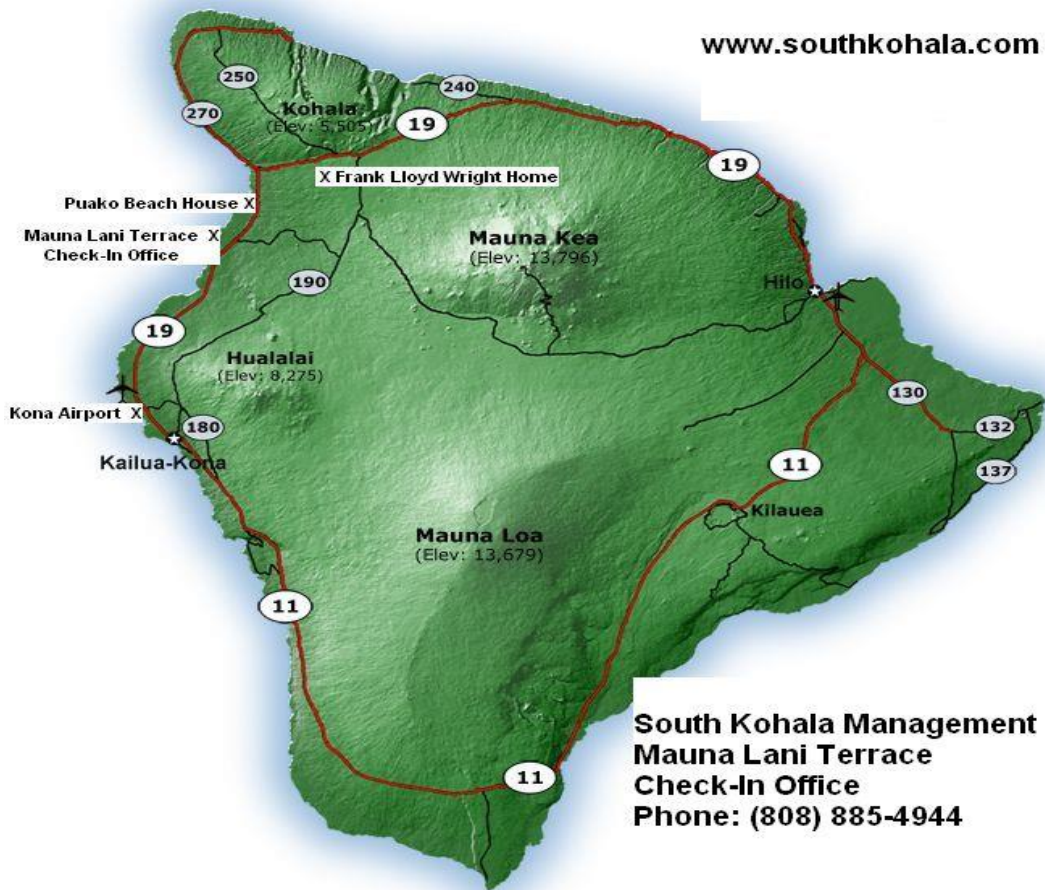 www.southkohala.com
250
240
270
Kohala
(Elev: 5,505)
19
19
X Frank Lloyd Wright Home
Puako Beach House X
Mauna Lani Terrace X
Check-In Office
Mauna Kea
(Elev: 13,796)
190
Hilo
19
Hualalai
(Elev: 8,275)
130
Kona Airport X
180
132
Kailua-Kona
11
137
Kilauea
Mauna Loa
(Elev: 13,679)
11
South Kohala Management
Mauna Lani Terrace
Check-In Office
Phone: (808) 885-4944
11